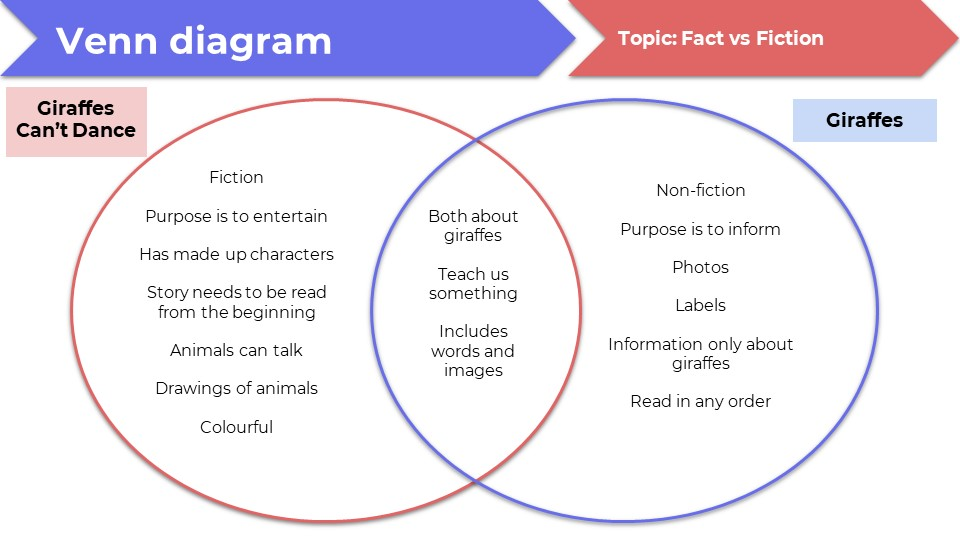 Venn diagram
Topic: Fact vs Fiction
Giraffes
Can’t Dance
Giraffes
Fiction
Purpose is to entertain
Has made up characters
Story needs to be read
from the beginning
Animals can talk
Drawings of animals
Colourful
Both about
giraffes
Teach us
something
Includes
words and
images
Non-fiction
Purpose is to inform
Photos
Labels
Information only about
giraffes
Read in any order